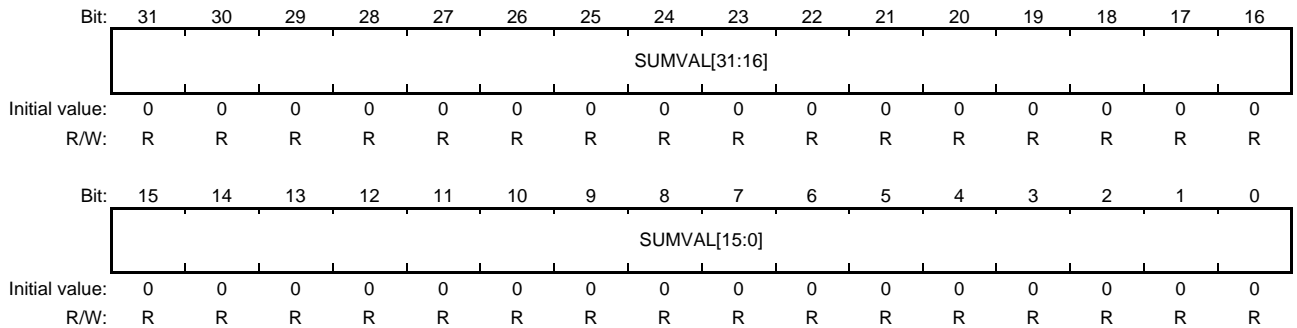 Bit: 31 30 29 28 27 26 25 24 23 22 21 20 19 18 17 16
SUMVAL[31:16]
Initial value: 0 0 0 0 0 0 0 0 0 0 0 0 0 0 0 0
R/W: R R R R R R R R R R R R R R R R
Bit: 15 14 13 12 11 10 9 8 7 6 5 4 3 2 1 0
SUMVAL[15:0]
Initial value: 0 0 0 0 0 0 0 0 0 0 0 0 0 0 0 0
R/W: R R R R R R R R R R R R R R R R